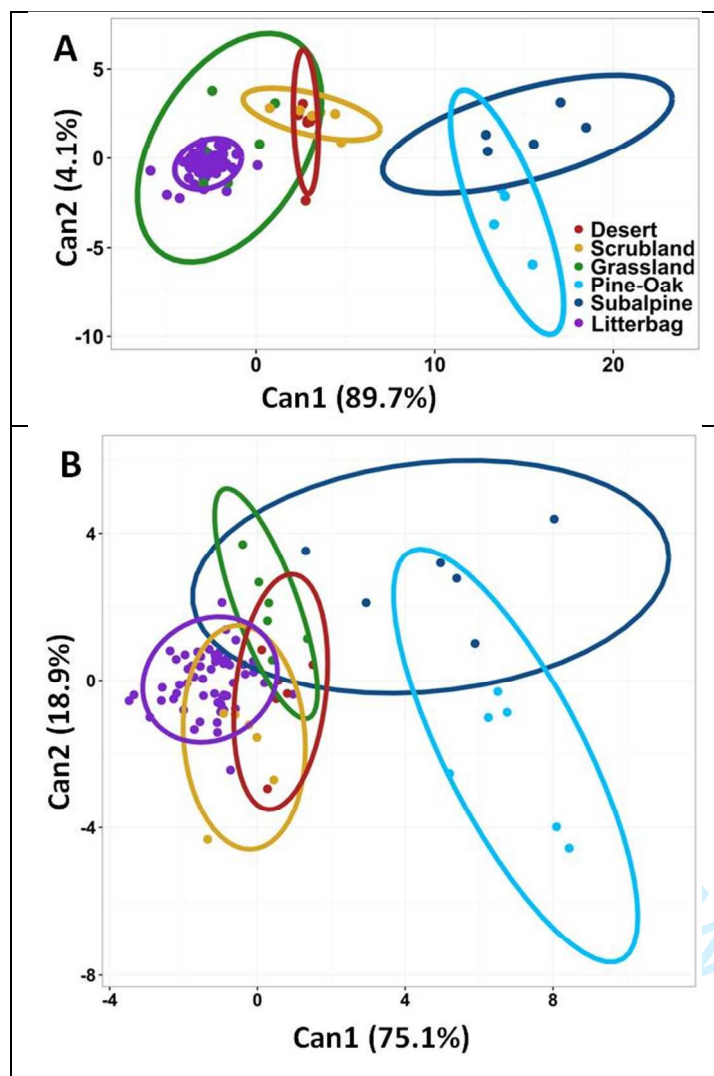 A
5
0
-5
-10
Can2 (4.1%)
Desert
Scrubland
Grassland
Pine-Oak
Subalpine
Litterbag
0
10
20
Can1 (89.7%)
B
4
0
-4
-8
Can2 (18.9%)
-4
0
4
8
Can1 (75.1%)